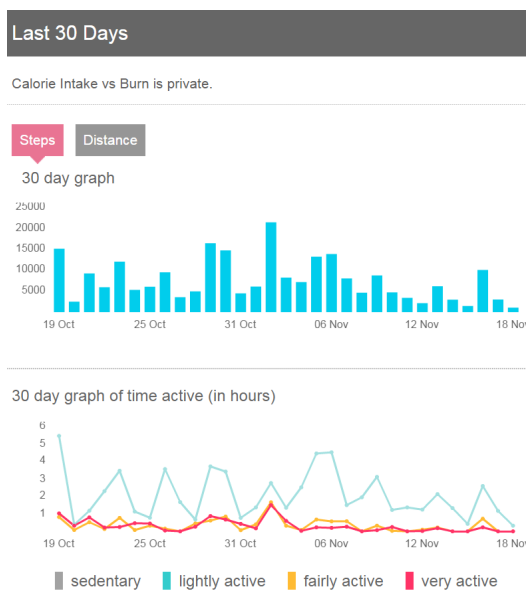 Last 30 Days
Calorie Intake vs Burn is private.
Steps Distance
30 day graph
25000
20000
15000
10000
5000
19 Oct 25 Oct 31 Oct 06 Nov 12 Nov 18 Nov
30 day graph of time active (in hours)
6
5
4
3
2
1
19 Oct 25 Oct 31 Oct 06 Nov 12 Nov 18 Nov
sedentary lightly active fairly active very active